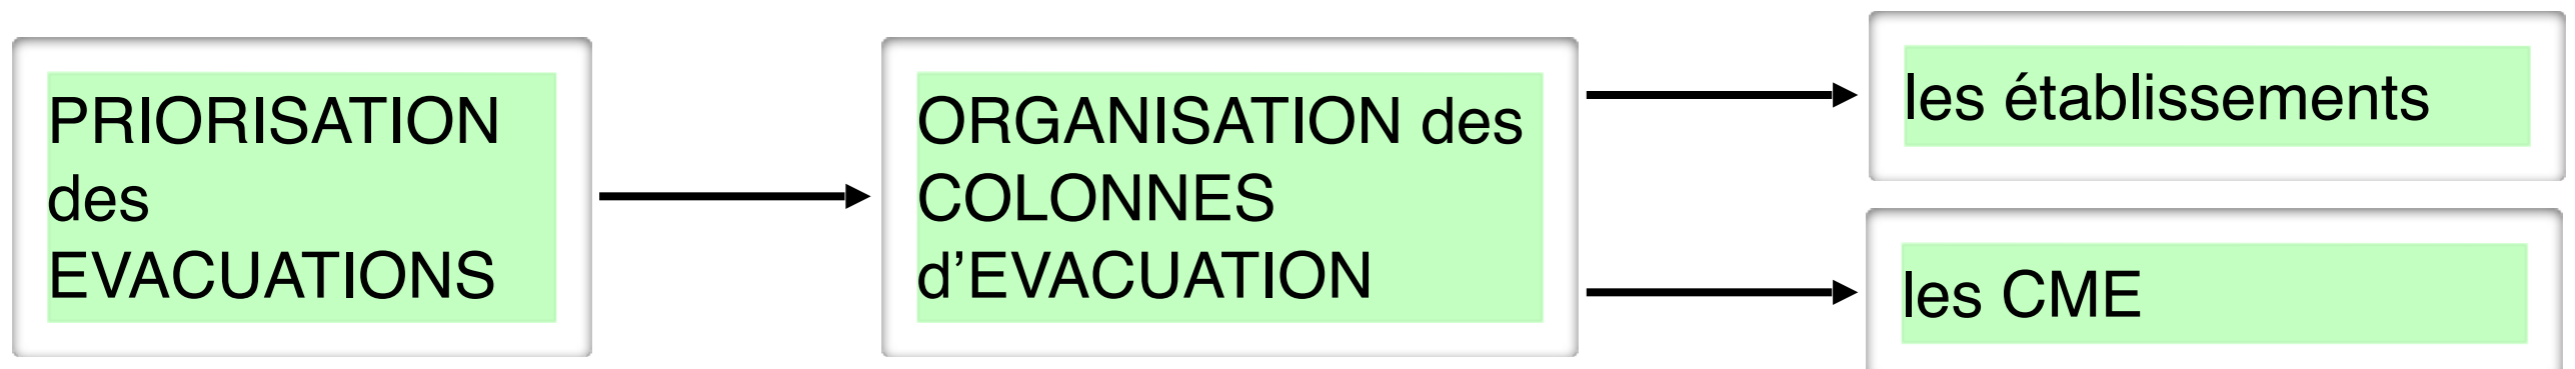 PRIORISATION
des
EVACUATIONS
ORGANISATION des
COLONNES
d’EVACUATION
les établissements
les CME